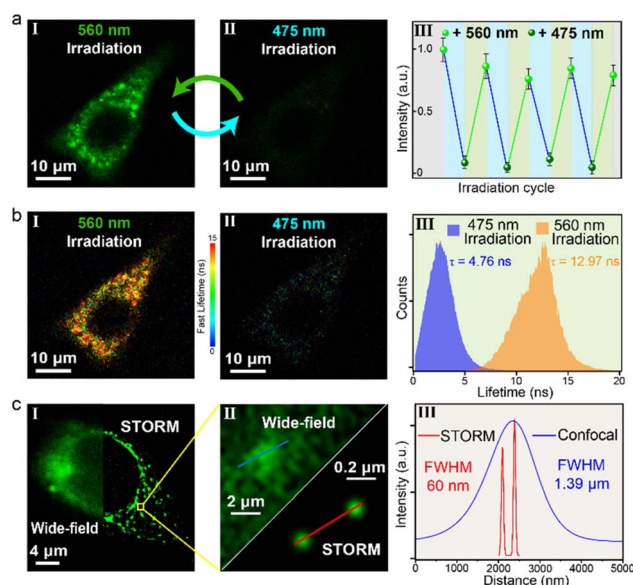 a
I
560 nm
Irradiation
10 μm
II
475 nm
Irradiation
10 μm
III
+ 560 nm + 475 nm
1.0
0.5
0
Intensity (a.u.)
Irradiation cycle
b
I
560 nm
Irradiation
10 μm
15
Fast Lifetime (ns)
0
II
475 nm
Irradiation
10 μm
III
475 nm
Irradiation
τ = 4.76 ns
560 nm
Irradiation
τ = 12.97 ns
Counts
0 5 10 15 20
Lifetime (ns)
c
I
STORM
Wide-field
4 μm
II
Wide-field
0.2 μm
2 μm
STORM
III
STORM
FWHM
60 nm
Confocal
FWHM
1.39 μm
Intensity (a.u.)
0 1000 2000 3000 4000 5000
Distance (nm)